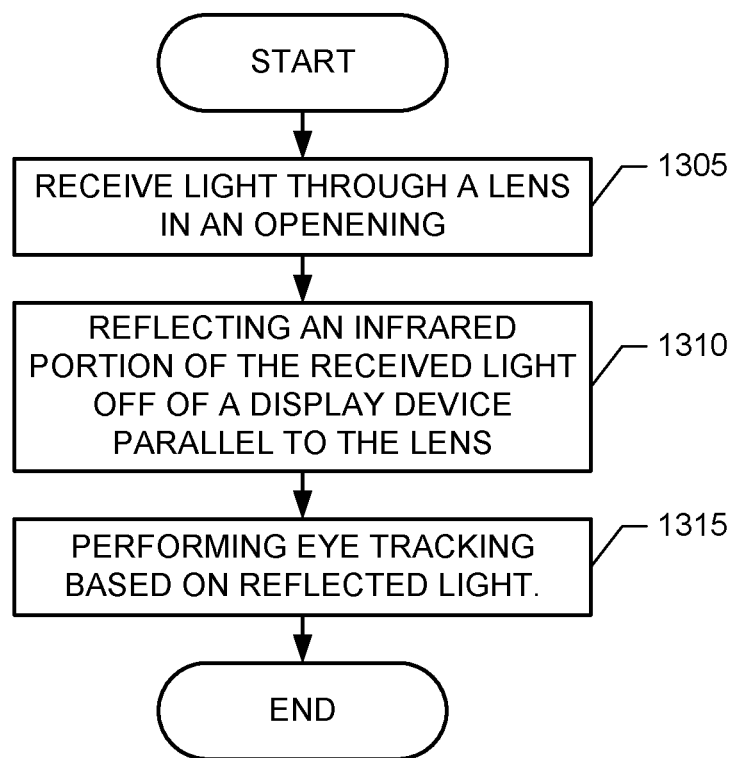 START
RECEIVE LIGHT THROUGH A LENS
IN AN OPENENING
1305
REFLECTING AN INFRARED
PORTION OF THE RECEIVED LIGHT
OFF OF A DISPLAY DEVICE
PARALLEL TO THE LENS
1310
PERFORMING EYE TRACKING
BASED ON REFLECTED LIGHT.
1315
END